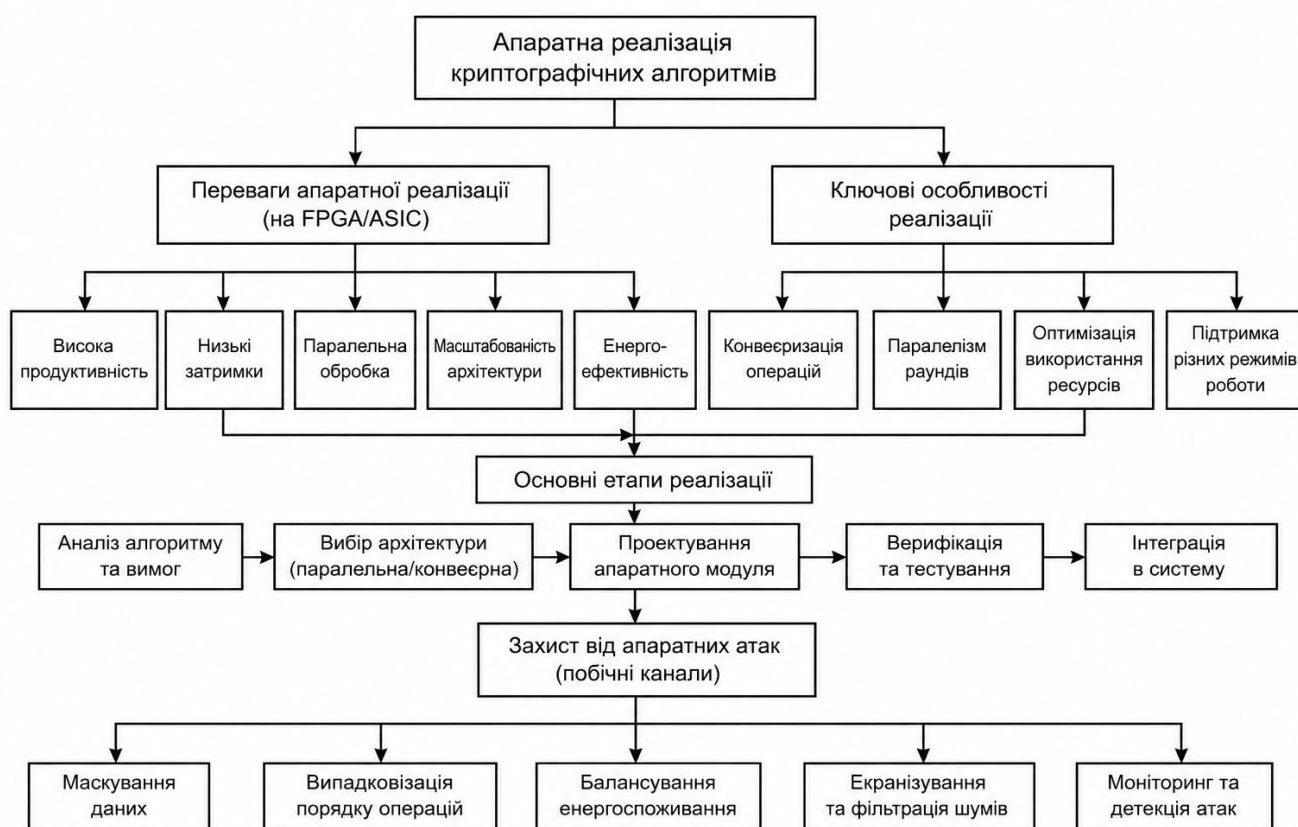 Апаратна реалізація
криптографічних алгоритмів
Переваги апаратної реалізації
(на FPGA/ASIC)
Ключові особливості
реалізації
Висока
продуктивність
Низькі
затримки
Паралельна
обробка
Масштабованість
архітектури
Енерго-
ефективність
Конвеєризація
операцій
Паралелізм
раундів
Оптимізація
використання
ресурсів
Підтримка
різних режимів
роботи
Основні етапи реалізації
Аналіз алгоритму
та вимог
Вибір архітектури
(паралельна/конвеєрна)
Проектування
апаратного модуля
Верифікація
та тестування
Інтеграція
в систему
Захист від апаратних атак
(побічні канали)
Маскування
даних
Випадковізація
порядку операцій
Балансування
енергоспоживання
Екранізування
та фільтрація шумів
Моніторинг та
детекція атак